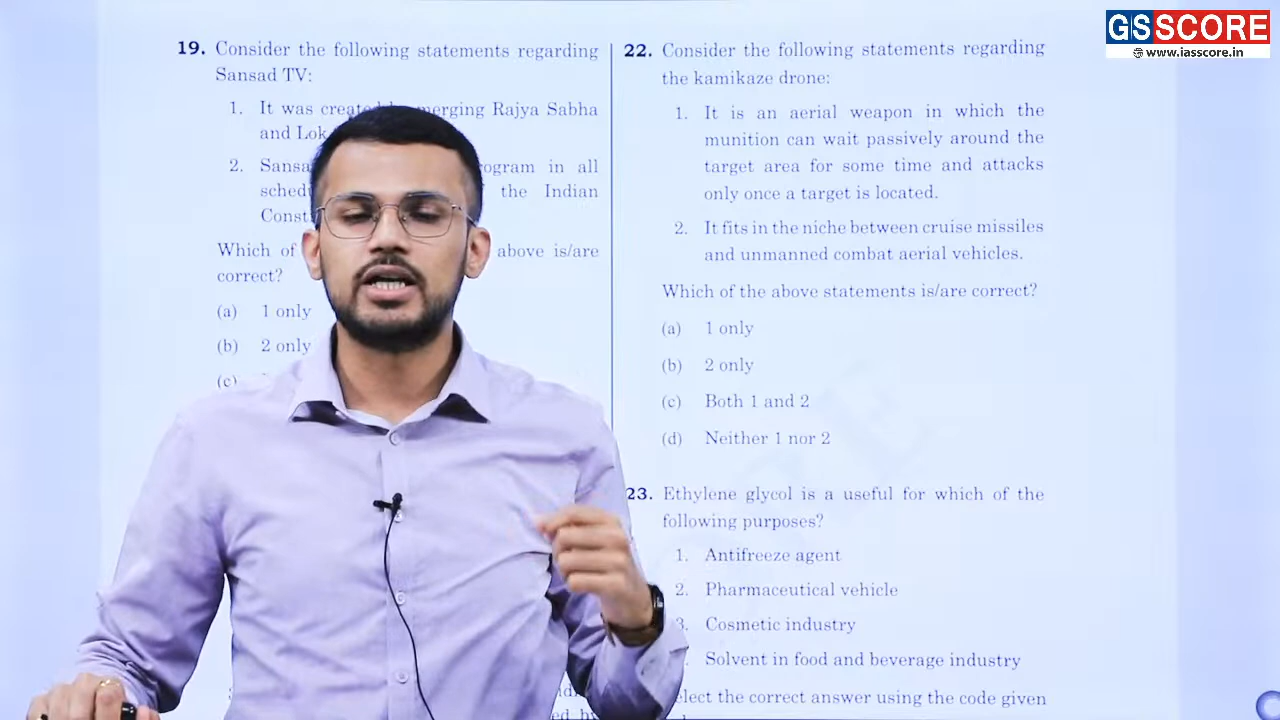 GSSCORE
www.iasscore.in
19. Consider the following statements regarding
Sansad TV:
1. It was created by merging Rajya Sabha
and Lok
2. Sansa ogram in all
sched the Indian
Const
Which of above is/are
correct?
(a) 1 only
(b) 2 only
(c)
22. Consider the following statements regarding
the kamikaze drone:
1. It is an aerial weapon in which the
munition can wait passively around the
target area for some time and attacks
only once a target is located.
2. It fits in the niche between cruise missiles
and unmanned combat aerial vehicles.
Which of the above statements is/are correct?
(a) 1 only
(b) 2 only
(c) Both 1 and 2
(d) Neither 1 nor 2
23. Ethylene glycol is a useful for which of the
following purposes?
1. Antifreeze agent
2. Pharmaceutical vehicle
3. Cosmetic industry
Solvent in food and beverage industry
elect the correct answer using the code given